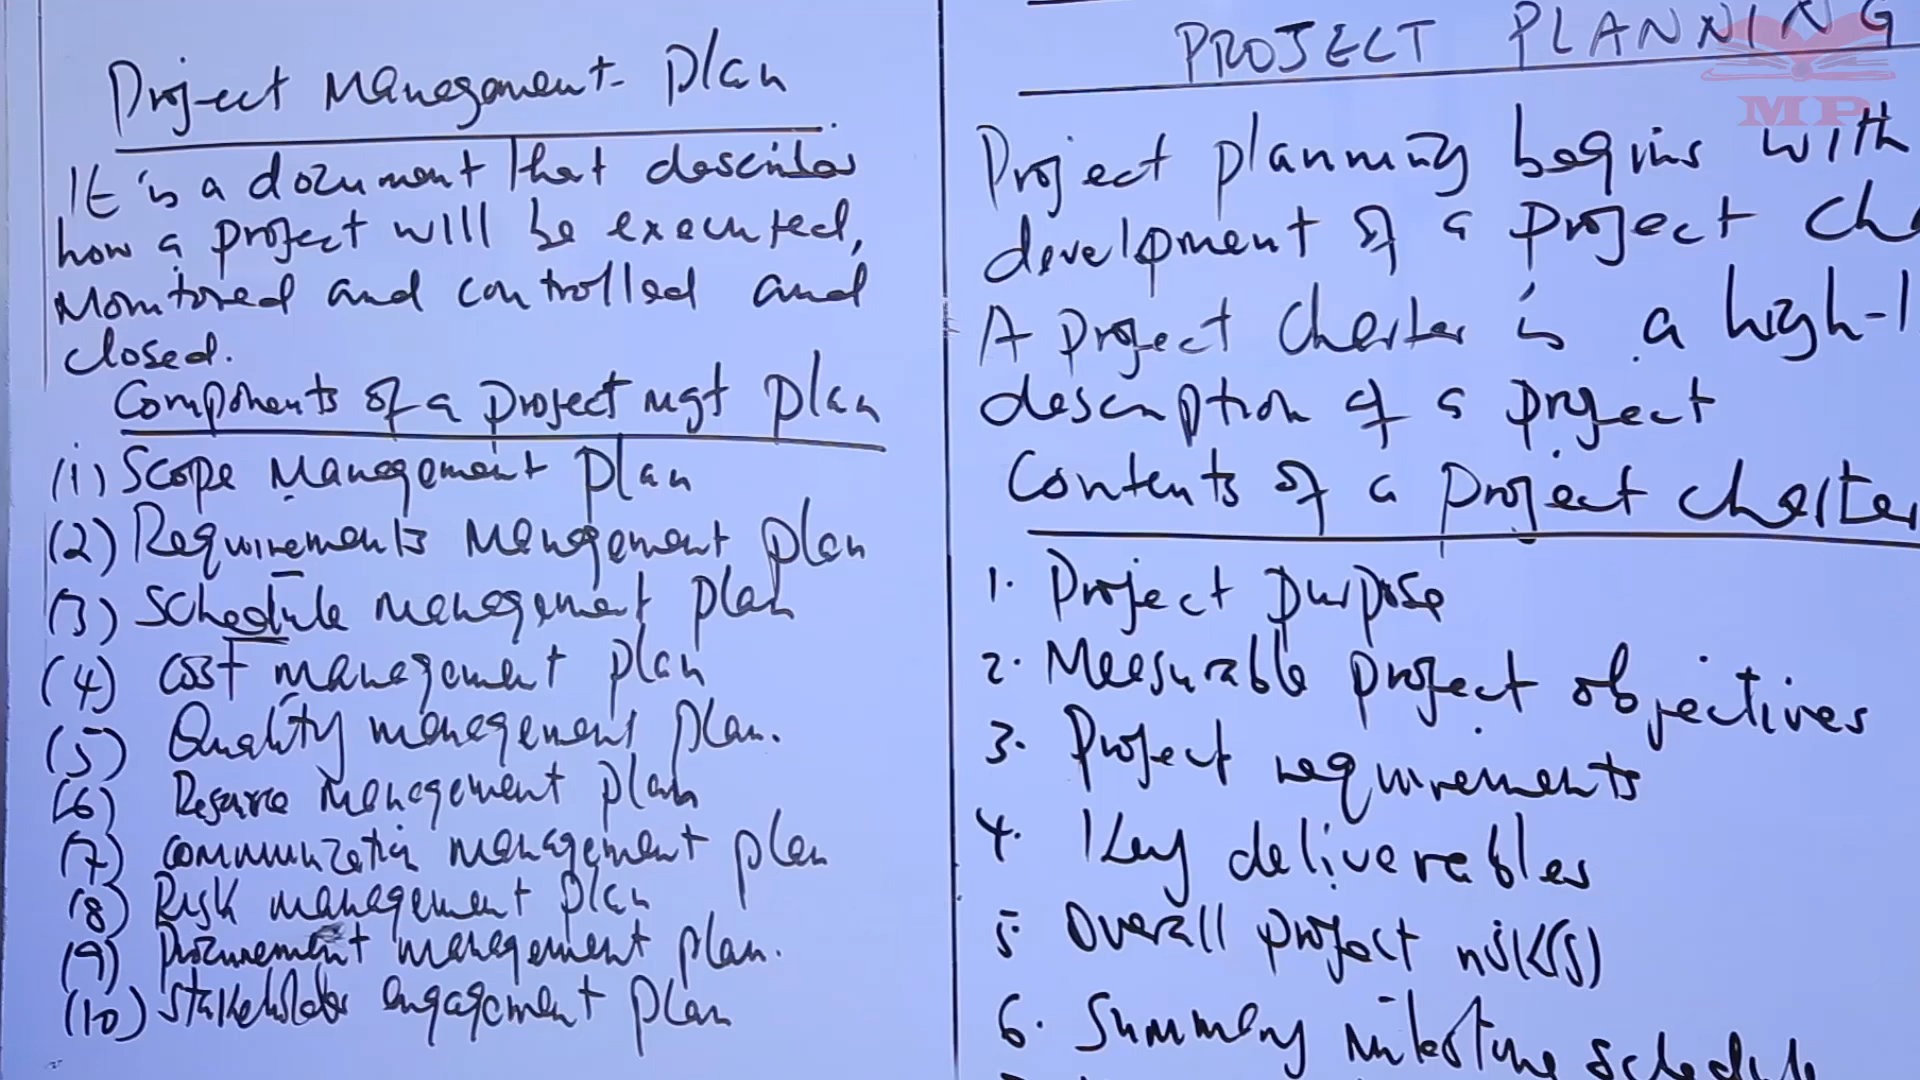 Project Management Plan
It is a document that describes
how a project will be executed,
Monitored and controlled and
closed.
Components of a project mgt plan
(1) Scope Management Plan
(2) Requirements Management plan
(3) Schedule management plan
(4) Cost management plan
(5) Quality management plan.
(6) Resource management plan
(7) communication management plan
(8) Risk management plan
(9) Procurement management plan.
(10) Stakeholder engagement plan
PROJECT PLANNING
Project planning begins with
development of a project Cha
A project Charter is a high-l
description of a project
Contents of a project charter
1. Project purpose
2. Measurable project objectives
3. Project requirements
4. Key deliverables
5 Overall project risk(s)
6. Summary milestone schedule
MP